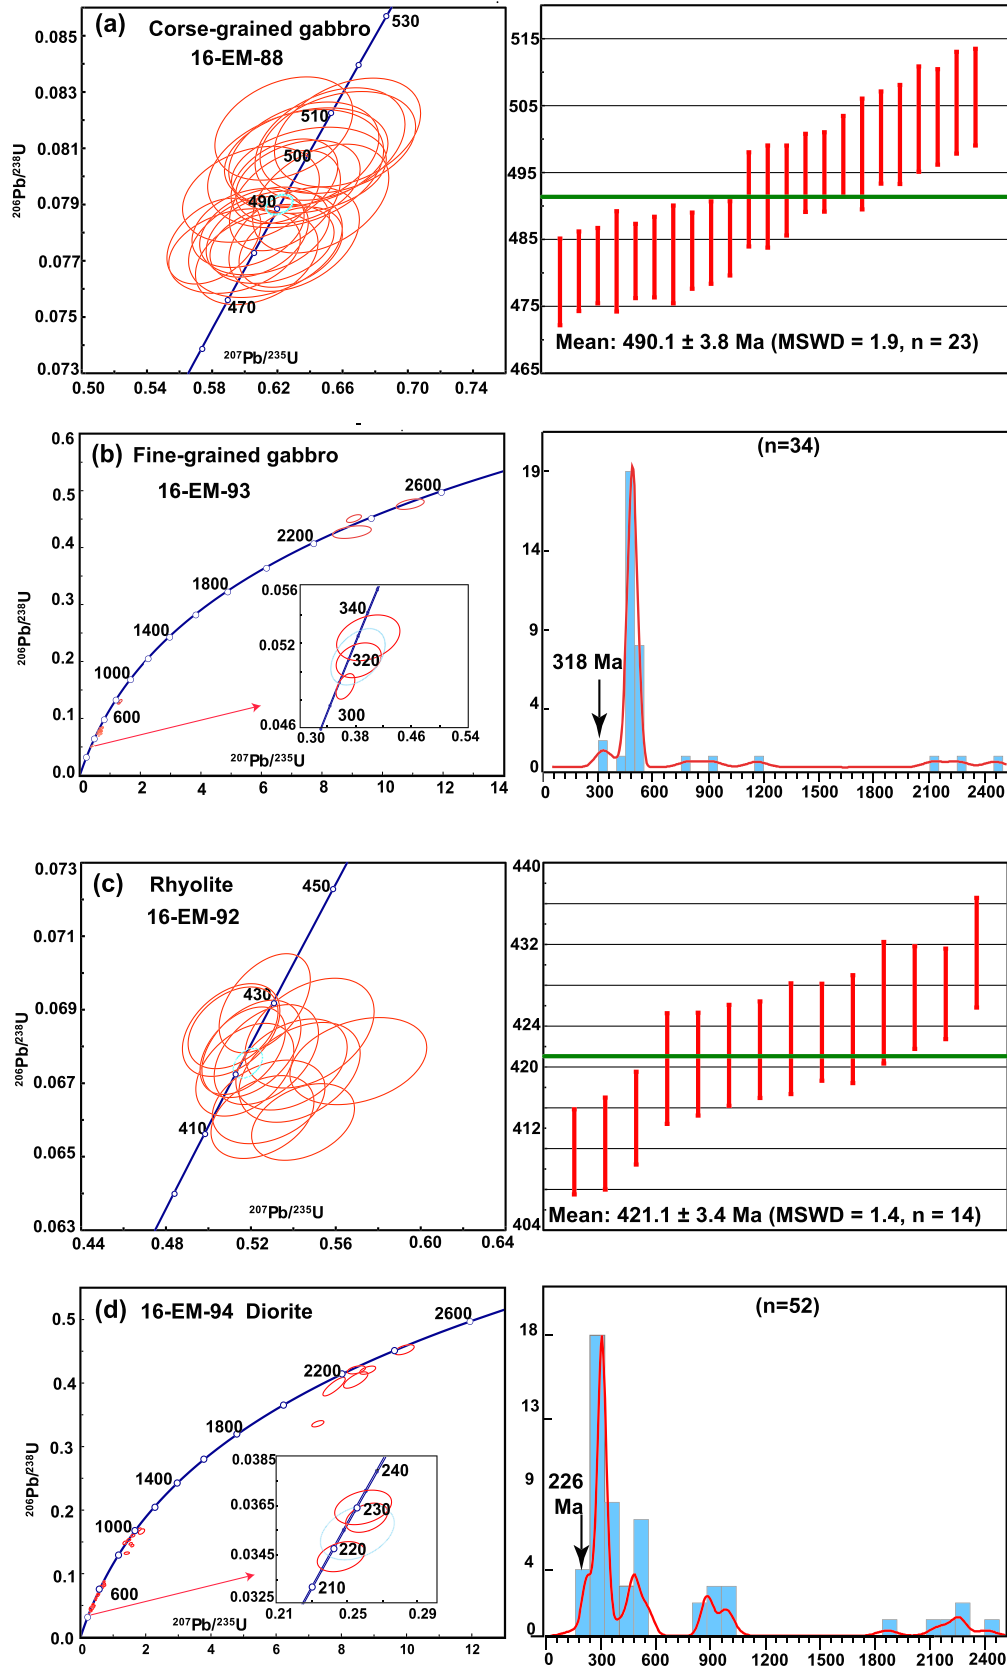 (a) Corse-grained gabbro
16-EM-88
0.085
0.083
0.081
0.079
0.077
0.075
0.073
206Pb/238U
530
510
500
490
470
207Pb/235U
0.50 0.54 0.58 0.62 0.66 0.70 0.74
515
505
495
485
475
465
Mean: 490.1 ± 3.8 Ma (MSWD = 1.9, n = 23)
(b) Fine-grained gabbro
16-EM-93
0.6
0.5
0.4
0.3
0.2
0.1
0.0
206Pb/238U
2600
2200
1800
1400
1000
600
0.056
0.052
0.046
340
320
300
0.30 0.38 0.46 0.54
207Pb/235U
0 2 4 6 8 10 12 14
(n=34)
19
14
9
4
0
318 Ma
0 300 600 900 1200 1500 1800 2100 2400
(c) Rhyolite
16-EM-92
0.073
0.071
0.069
0.067
0.065
0.063
206Pb/238U
450
430
410
207Pb/235U
0.44 0.48 0.52 0.56 0.60 0.64
440
432
424
420
412
404
Mean: 421.1 ± 3.4 Ma (MSWD = 1.4, n = 14)
(d) 16-EM-94 Diorite
0.5
0.4
0.3
0.2
0.1
0.0
206Pb/238U
2600
2200
1800
1400
1000
600
0.0385
0.0365
0.0345
0.0325
240
230
220
210
0.21 0.25 0.29
207Pb/235U
0 2 4 6 8 10 12
(n=52)
18
13
9
4
0
226
Ma
0 300 600 900 1200 1500 1800 2100 2400